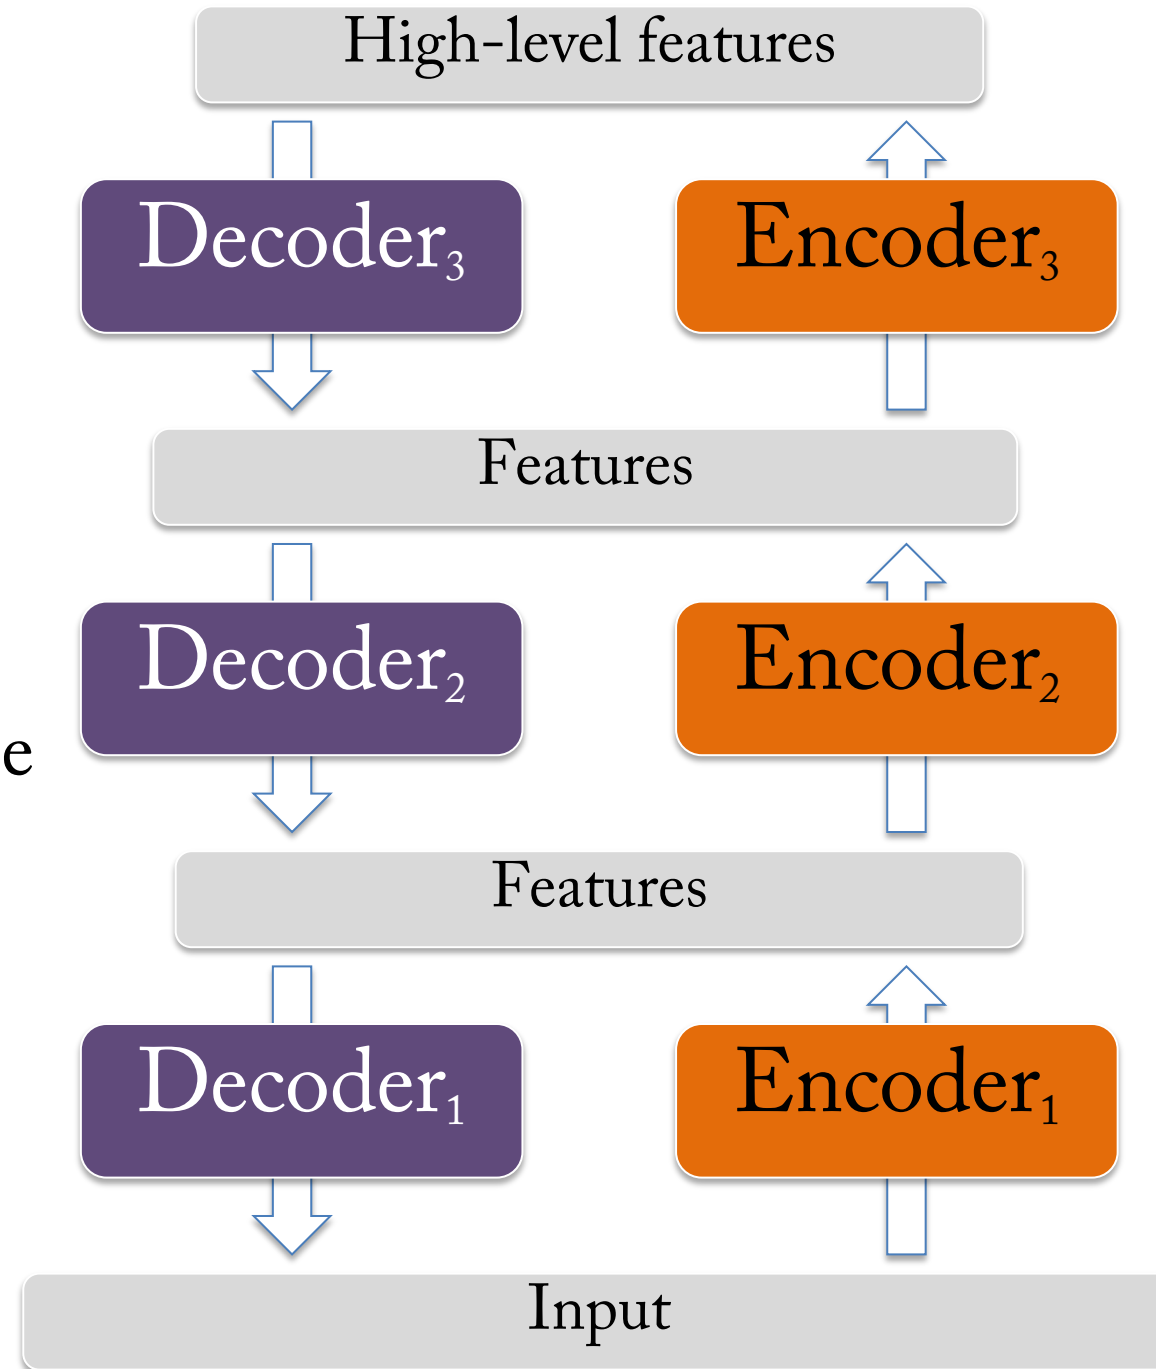 High-level features
Decoder₃ Encoder₃
Features
Decoder₂ Encoder₂
e
Features
Decoder₁ Encoder₁
Input